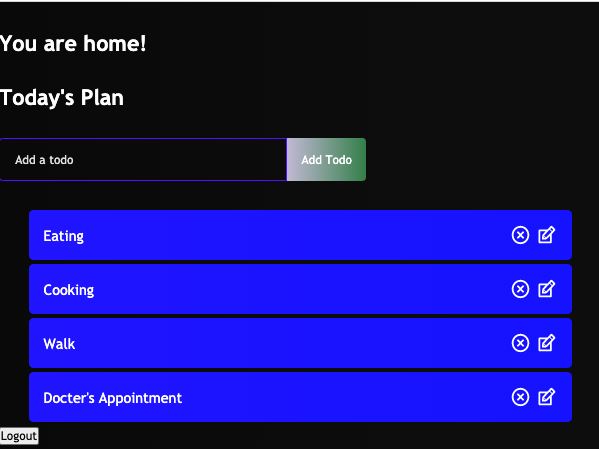 You are home!
Today's Plan
Add a todo
Add Todo
Eating
Cooking
Walk
Docter's Appointment
Logout